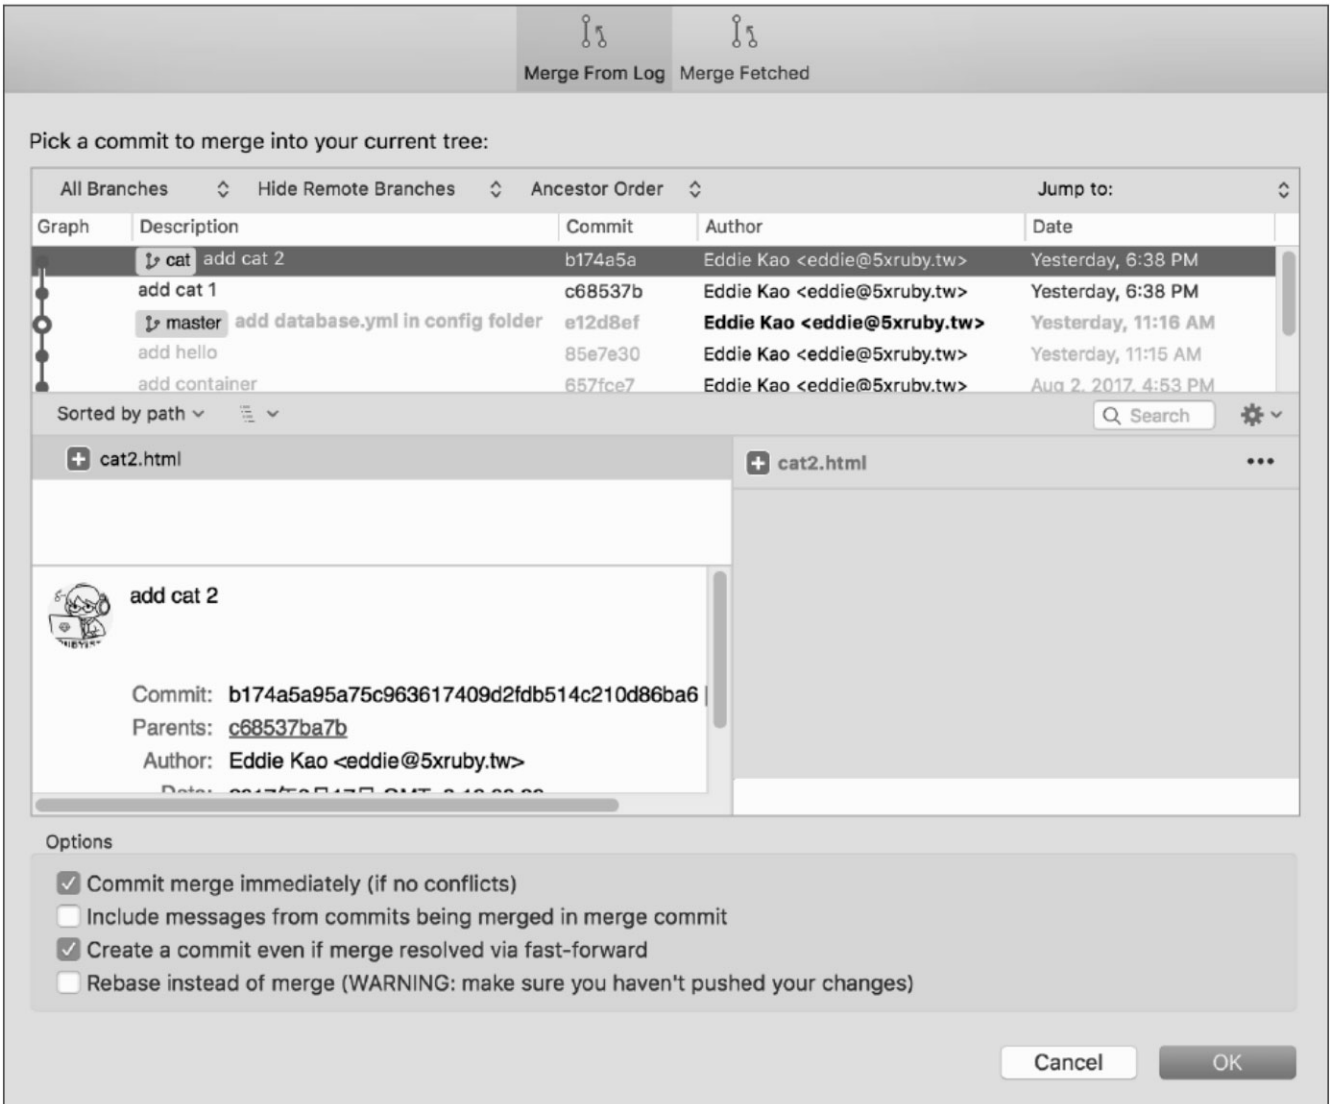 Merge From Log Merge Fetched
Pick a commit to merge into your current tree:
All Branches Hide Remote Branches Ancestor Order Jump to:
Graph Description Commit Author Date
cat add cat 2 b174a5a Eddie Kao <eddie@5xruby.tw> Yesterday, 6:38 PM
add cat 1 c68537b Eddie Kao <eddie@5xruby.tw> Yesterday, 6:38 PM
master add database.yml in config folder e12d8ef Eddie Kao <eddie@5xruby.tw> Yesterday, 11:16 AM
add hello 85e7e30 Eddie Kao <eddie@5xruby.tw> Yesterday, 11:15 AM
add container 657fce7 Eddie Kao <eddie@5xruby.tw> Aug 2, 2017, 4:53 PM
Sorted by path Search
cat2.html cat2.html
add cat 2
Commit: b174a5a95a75c963617409d2fdb514c210d86ba6
Parents: c68537ba7b
Author: Eddie Kao <eddie@5xruby.tw>
Date:
Options
Commit merge immediately (if no conflicts)
Include messages from commits being merged in merge commit
Create a commit even if merge resolved via fast-forward
Rebase instead of merge (WARNING: make sure you haven't pushed your changes)
Cancel OK